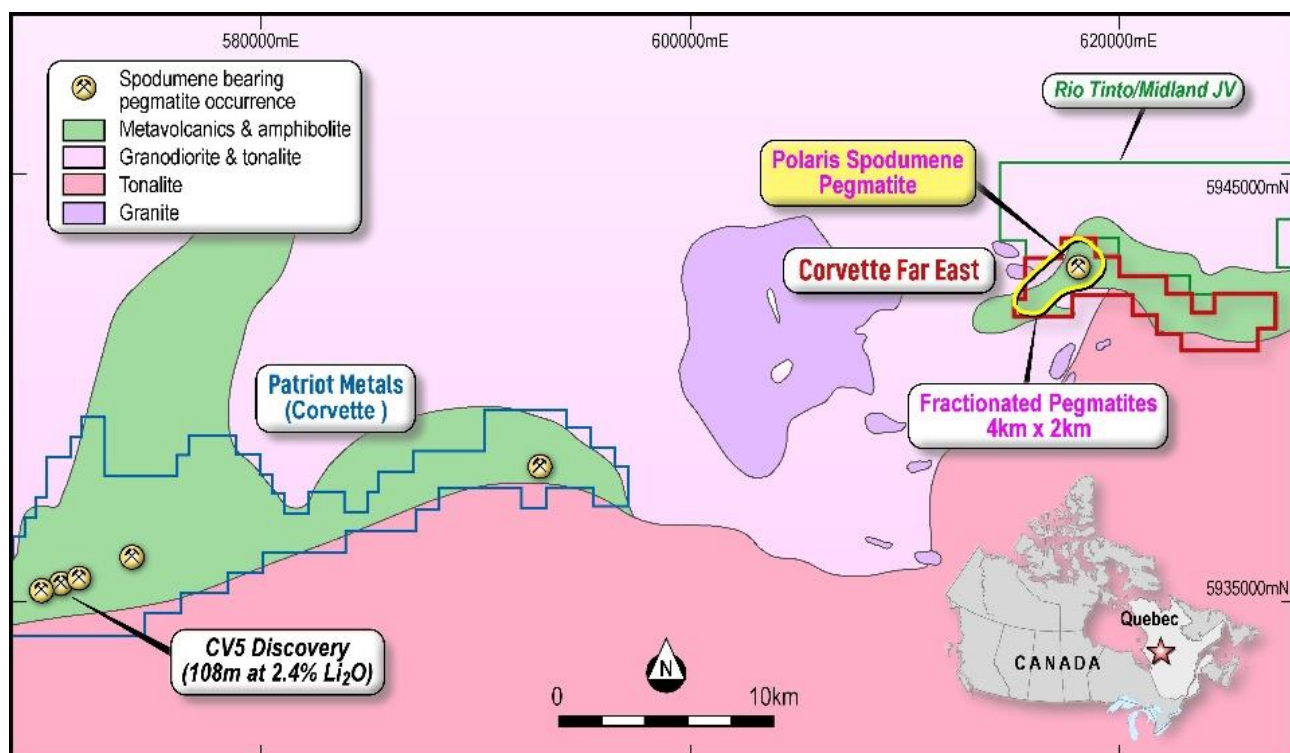 580000mE
600000mE
620000mE
Spodumene bearing
pegmatite occurrence
Metavolcanics & amphibolite
Granodiorite & tonalite
Tonalite
Granite
Rio Tinto/Midland JV
Polaris Spodumene
Pegmatite
5945000mN
Corvette Far East
Patriot Metals
(Corvette )
Fractionated Pegmatites
4km x 2km
5935000mN
CV5 Discovery
(108m at 2.4% Li₂O)
N
0
10km
Quebec
CANADA